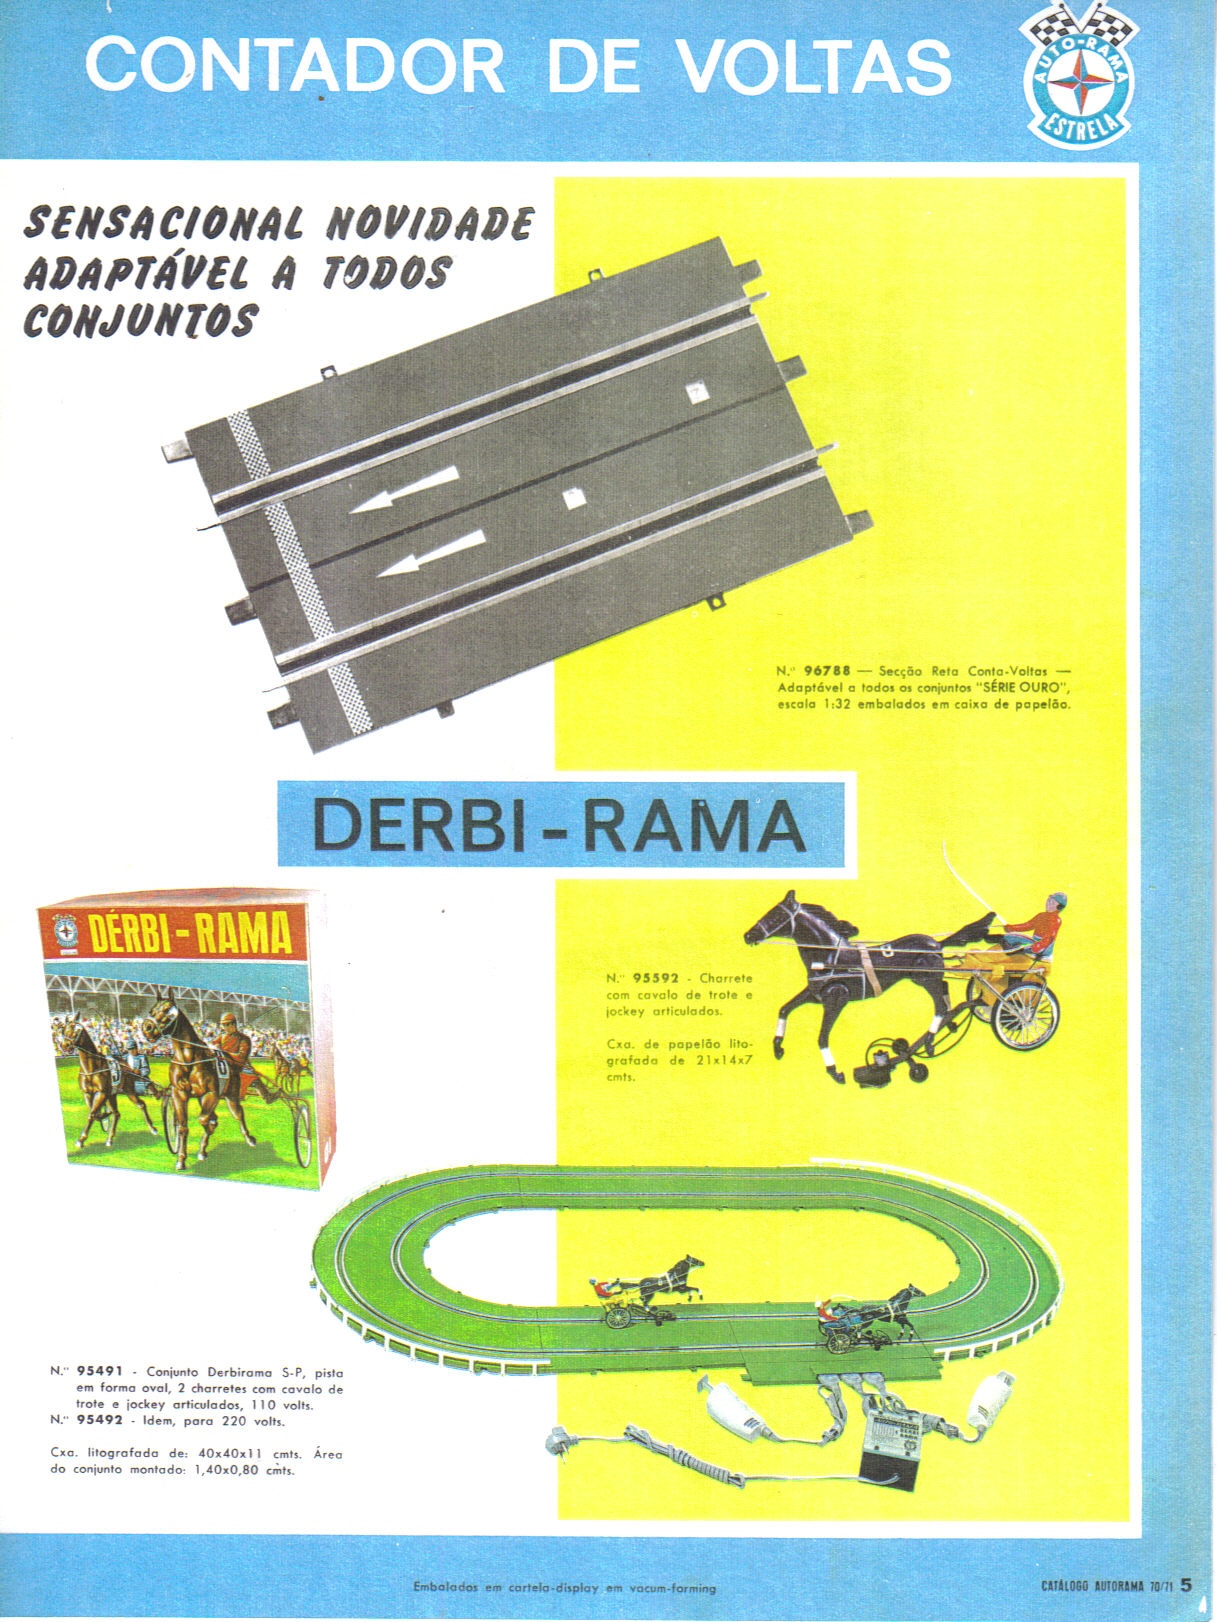 CONTADOR DE VOLTAS
AUTO-RAMA
ESTRELA
SENSACIONAL NOVIDADE
ADAPTÁVEL A TODOS
CONJUNTOS
N.º 96788 — Secção Reta Conta-Voltas —
Adaptável a todos os conjuntos "SÉRIE OURO",
escala 1:32 embalados em caixa de papelão.
DERBI-RAMA
DÉRBI-RAMA
N.º 95592 - Charrete
com cavalo de trote e
jockey articulados.
Cxa. de papelão lito-
grafada de 21x14x7
cmts.
N.º 95491 - Conjunto Derbirama S-P, pista
em forma oval, 2 charretes com cavalo de
trote e jockey articulados, 110 volts.
N.º 95492 - Idem, para 220 volts.
Cxa. litografada de: 40x40x11 cmts. Área
do conjunto montado: 1,40x0,80 cmts.
Embalados em cartela-display em vacum-forming
CATÁLOGO AUTORAMA 70/71 5